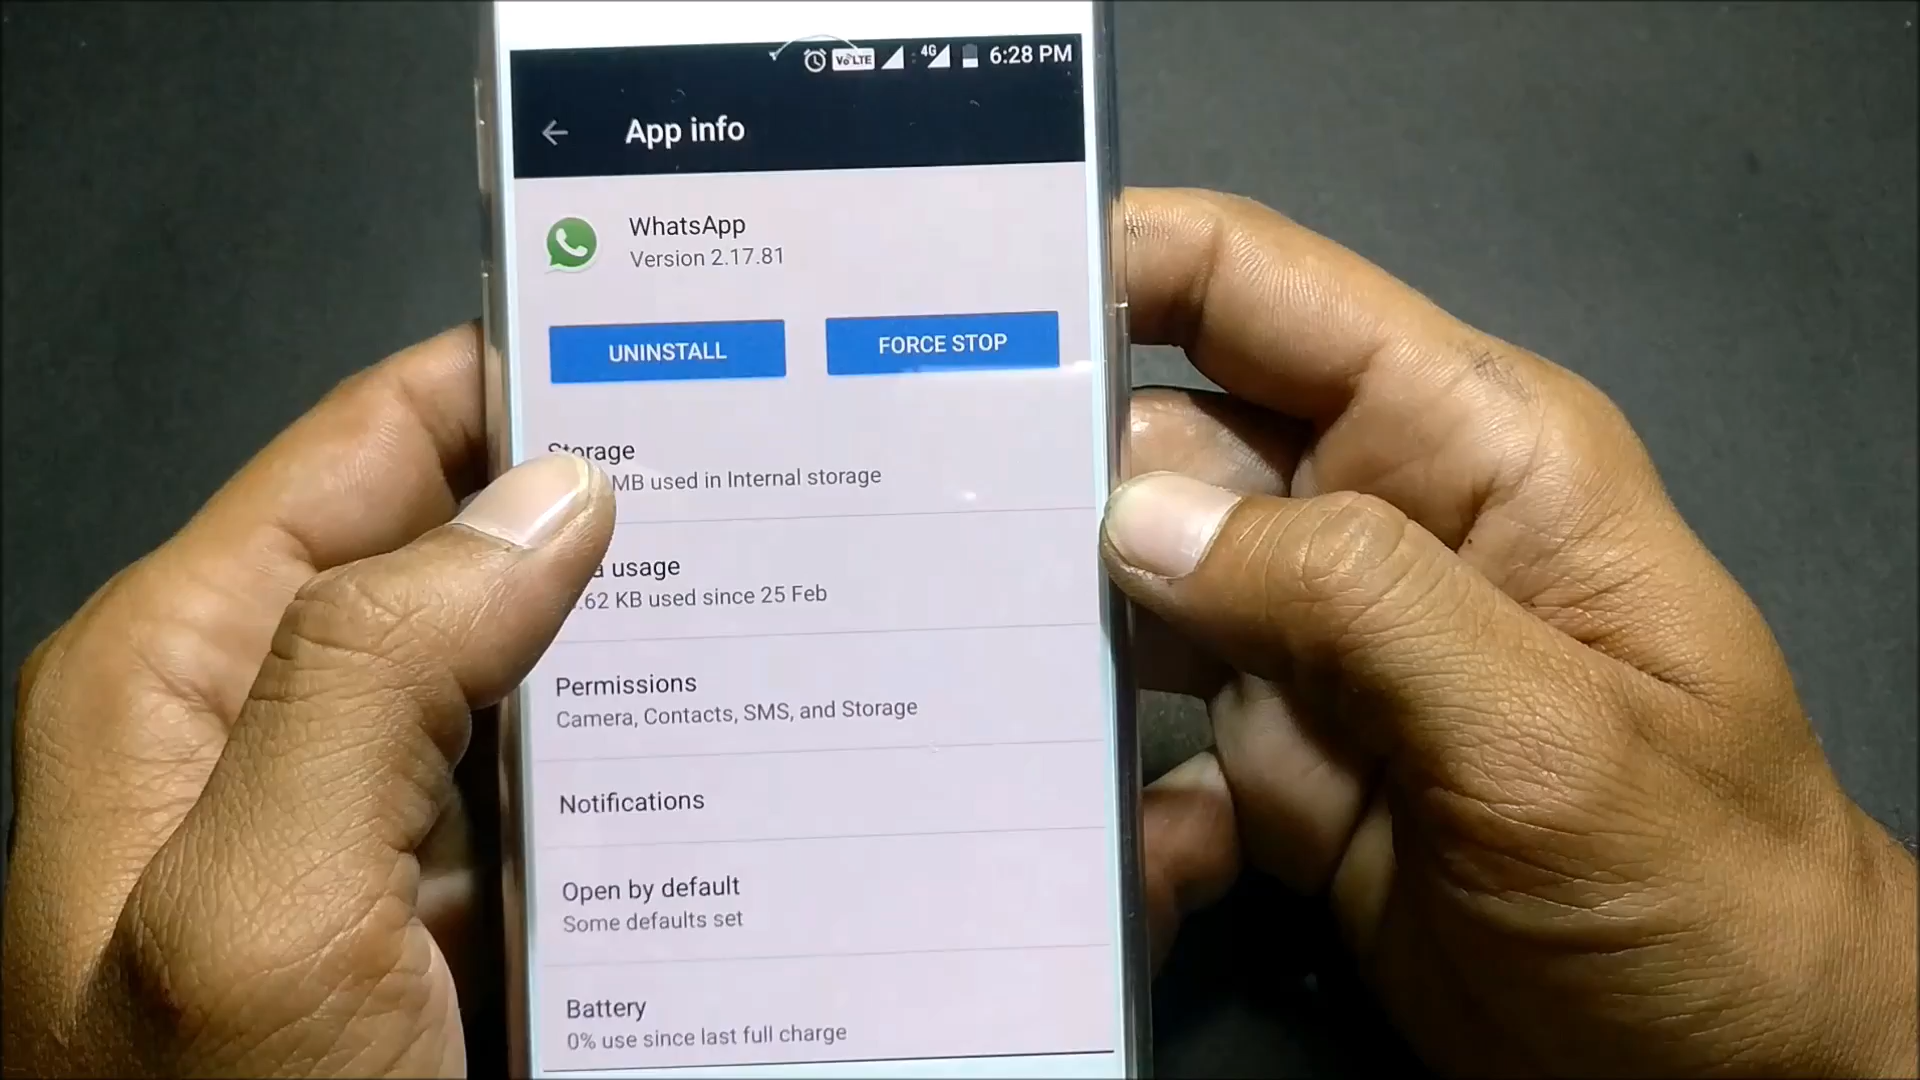 VoLTE 4G 6:28 PM
App info
WhatsApp
Version 2.17.81
UNINSTALL FORCE STOP
Storage
MB used in Internal storage
usage
.62 KB used since 25 Feb
Permissions
Camera, Contacts, SMS, and Storage
Notifications
Open by default
Some defaults set
Battery
0% use since last full charge